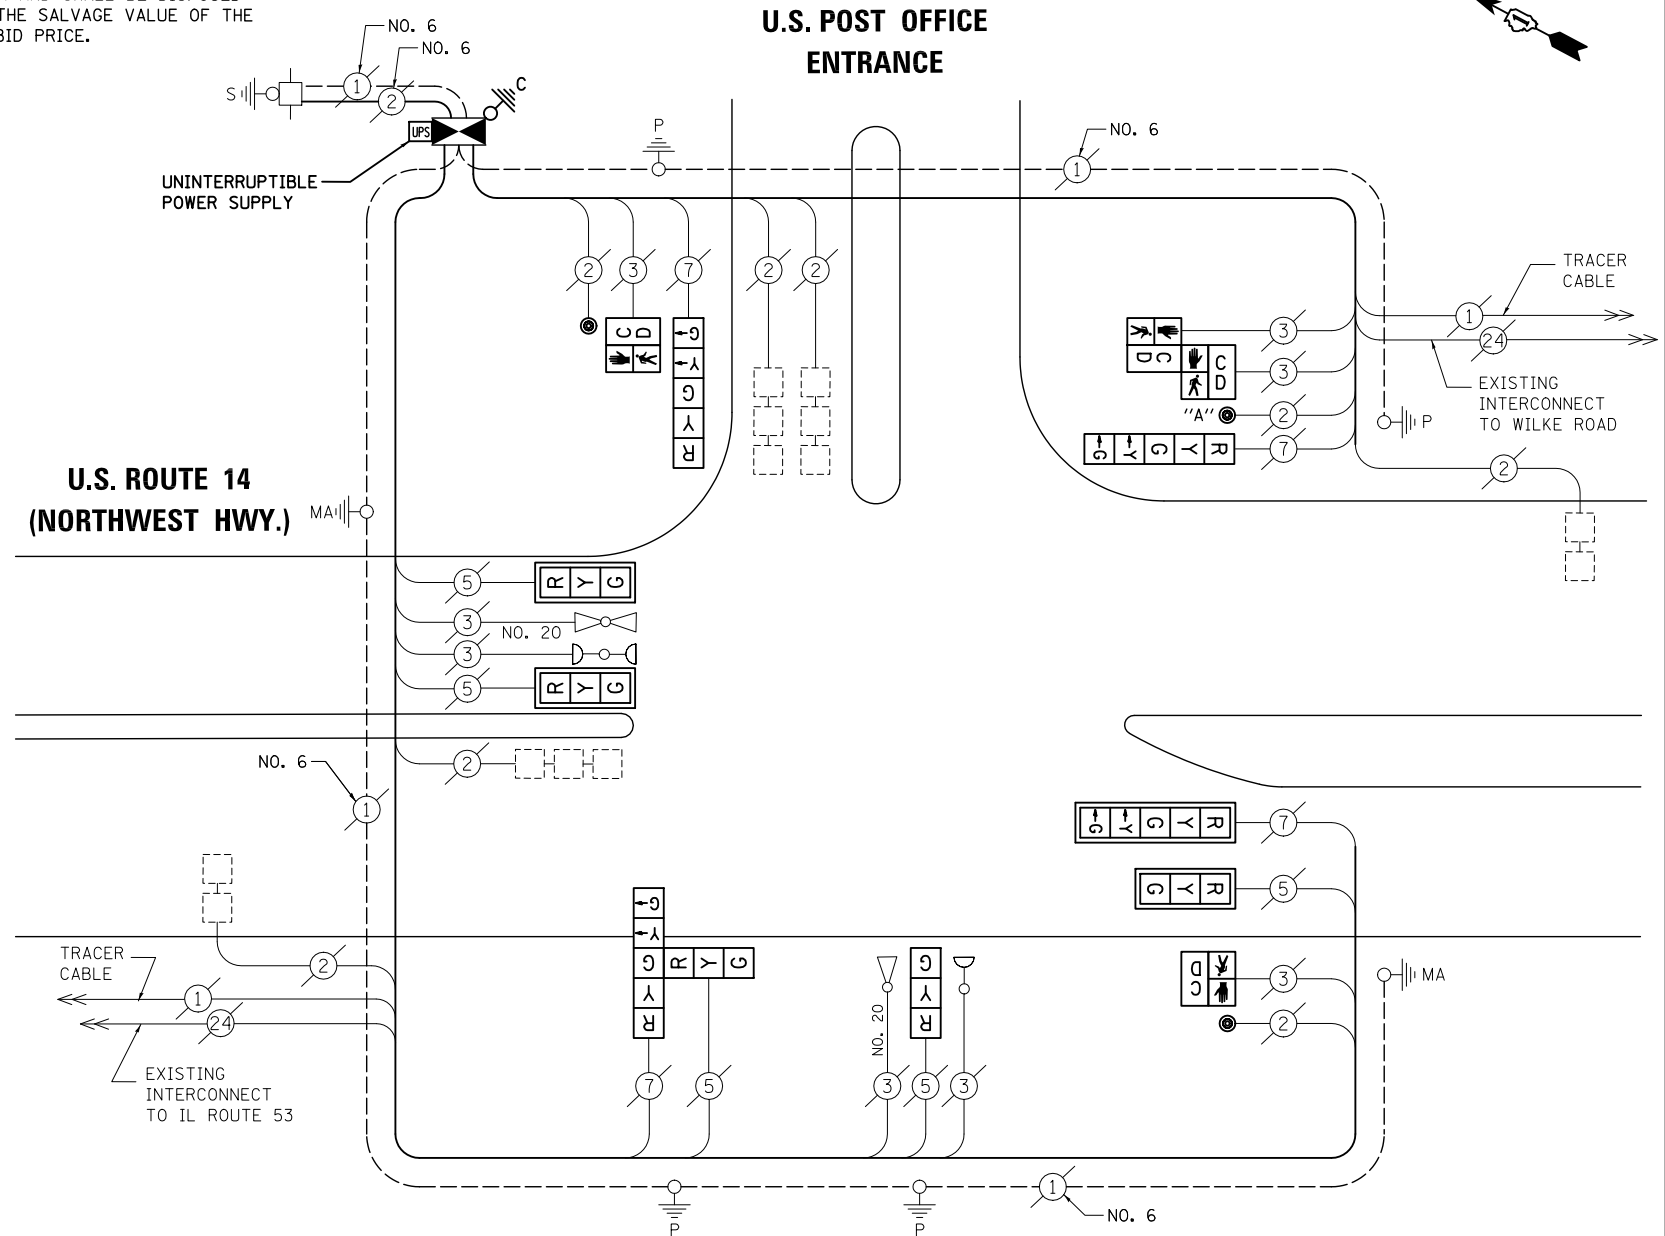 THE SALVAGE VALUE OF THE
BID PRICE.
NO. 6
NO. 6
U.S. POST OFFICE
ENTRANCE
S
1
2
C
UPS
P
NO. 6
1
UNINTERRUPTIBLE
POWER SUPPLY
2
3
7
2
2
TRACER
CABLE
1
24
C D
G
Y
G
Y
R
3
C D
3
C
D
"A"
2
G Y G Y R
7
EXISTING
INTERCONNECT
TO WILKE ROAD
P
2
U.S. ROUTE 14
(NORTHWEST HWY.)
MA
5
R Y G
3
NO. 20
3
5
R Y G
2
NO. 6
1
G Y G Y R
7
G Y R
5
TRACER
CABLE
2
1
24
EXISTING
INTERCONNECT
TO IL ROUTE 53
G
Y
G R Y G
Y
R
7
5
NO. 20
G
Y
R
3
5
3
C D
3
2
MA
P
P
1
NO. 6